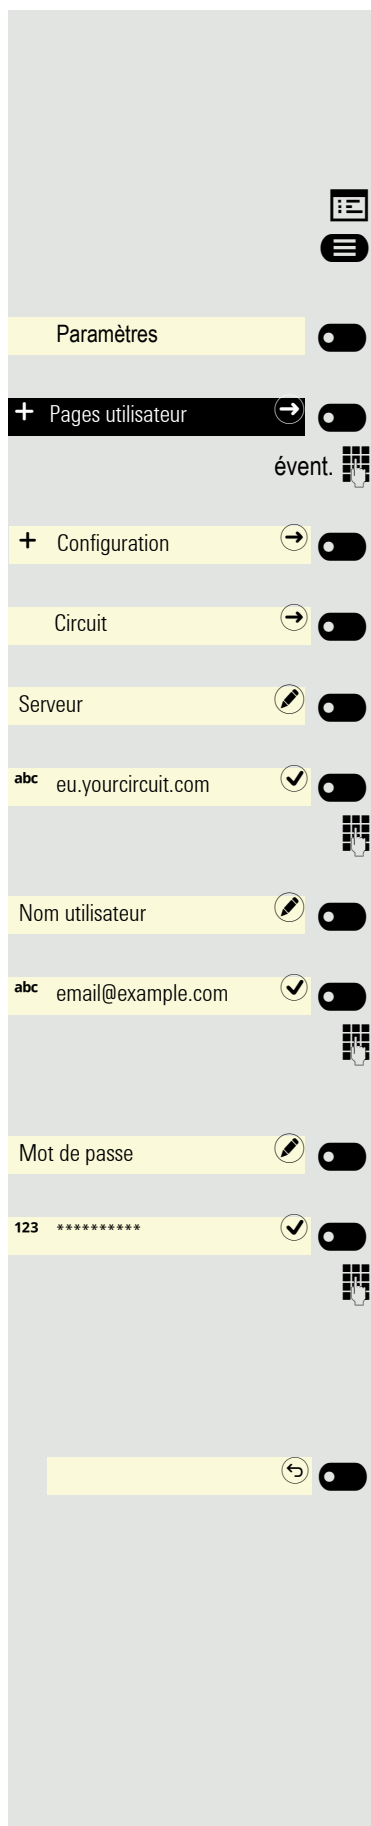 Paramètres
+ Pages utilisateur
évent.
+ Configuration
Circuit
Serveur
abc eu.yourcircuit.com
Nom utilisateur
abc email@example.com
Mot de passe
123 **********